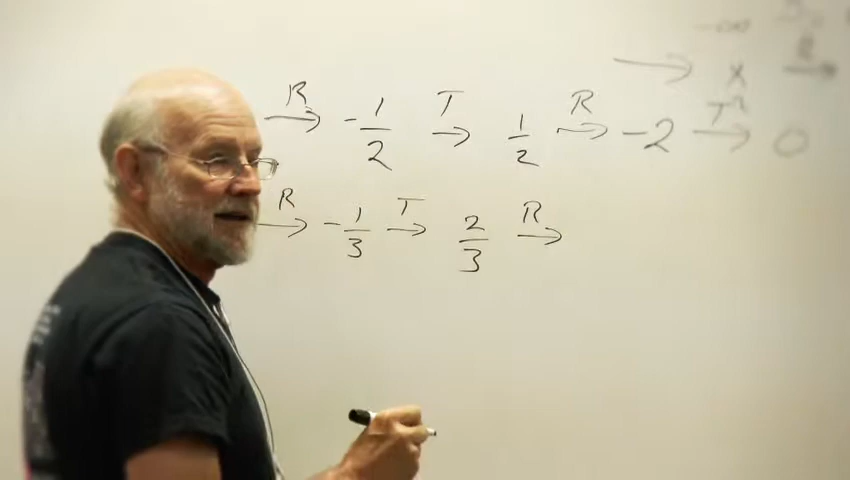 -∞
→ x R→
R→ -1/2 T→ 1/2 R→ -2 T²→ 0
R→ -1/3 T→ 2/3 R→